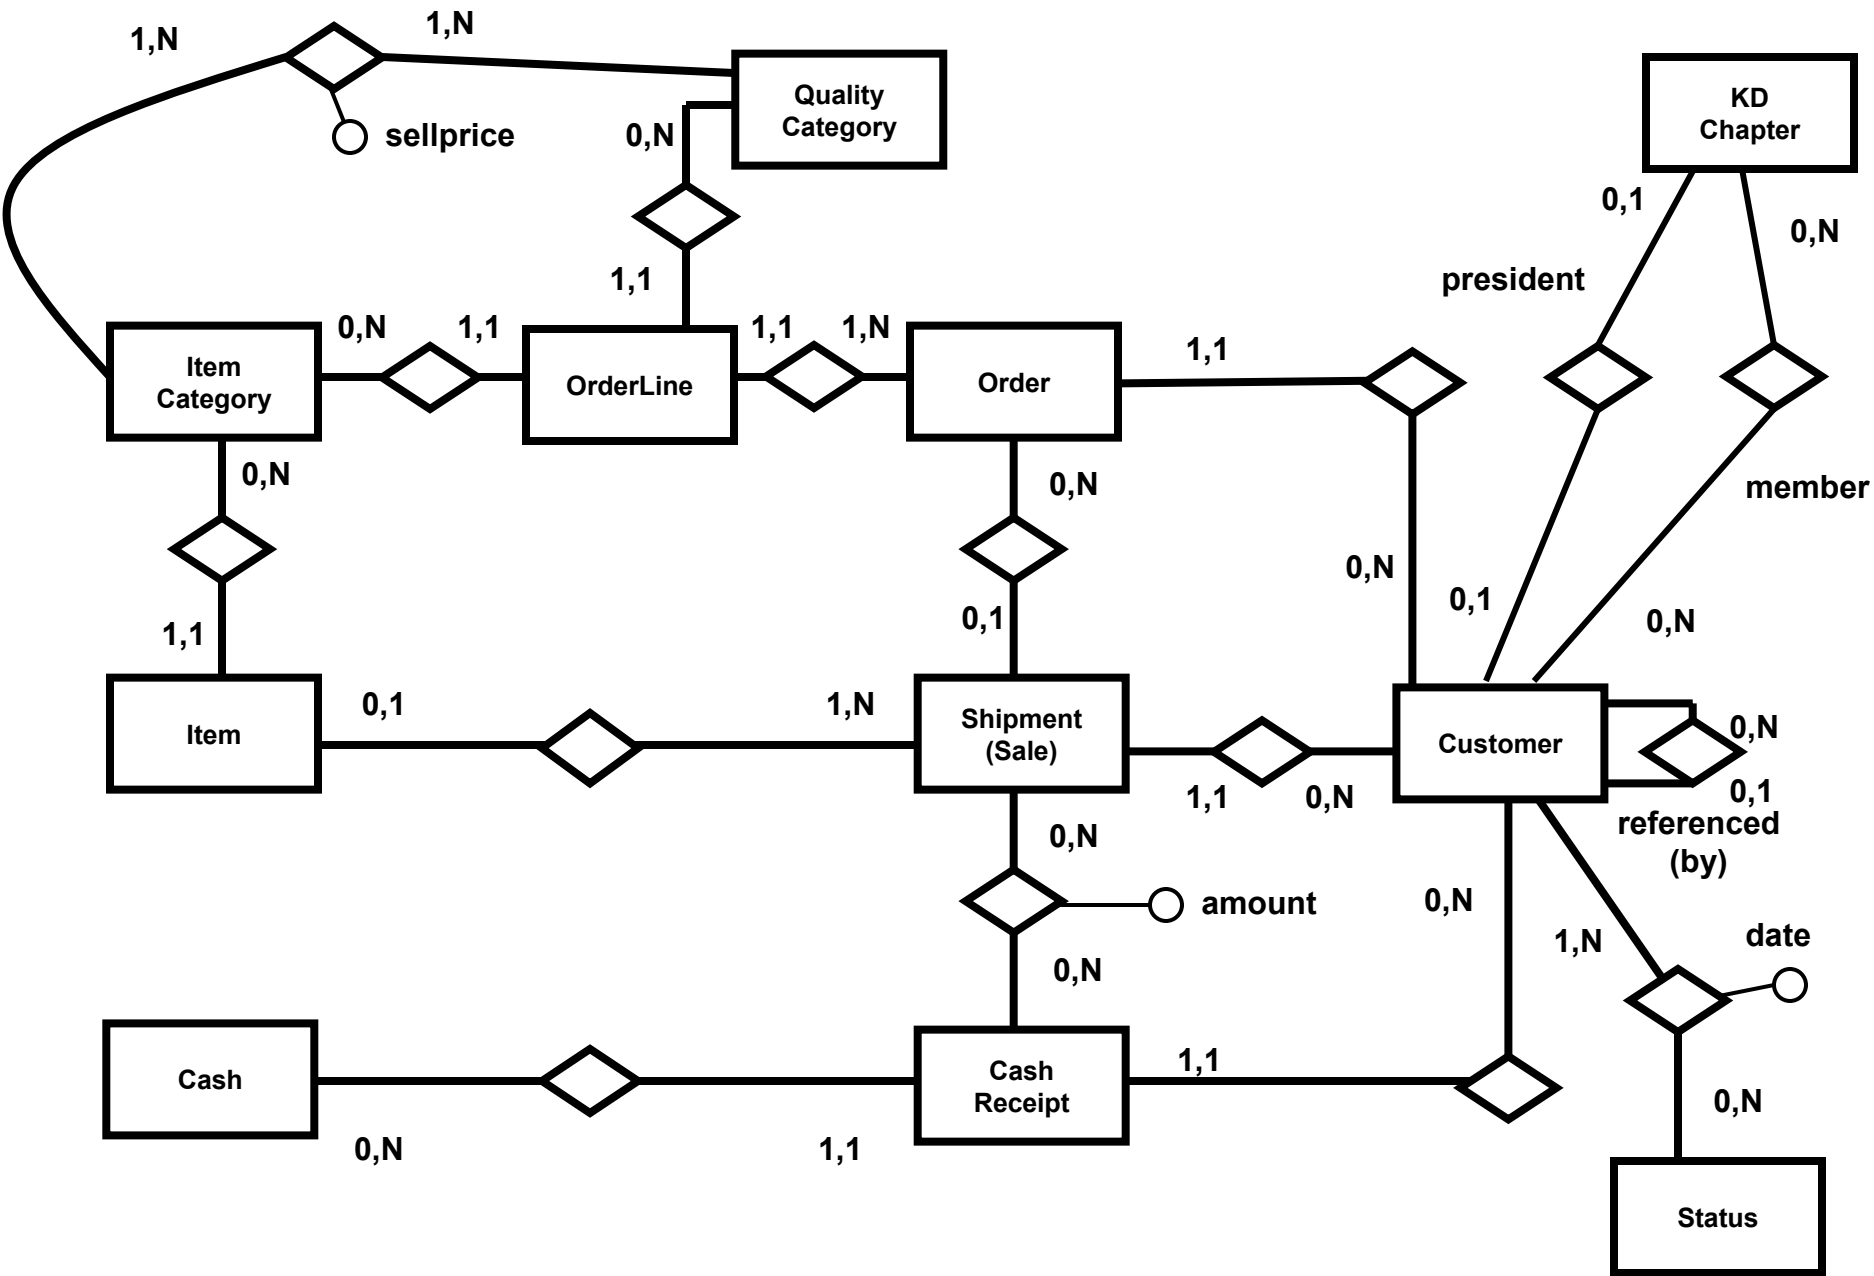 1,N
1,N
sellprice
Quality
Category
KD
Chapter
0,N
0,1
0,N
1,1
president
0,N
1,1
1,1
1,N
1,1
Item
Category
OrderLine
Order
0,N
0,N
member
0,N
0,1
0,1
0,N
1,1
Item
0,1
1,N
Shipment
(Sale)
1,1
0,N
Customer
0,N
0,1
referenced
(by)
0,N
amount
0,N
1,N
date
0,N
Cash
Cash
Receipt
1,1
0,N
0,N
1,1
Status